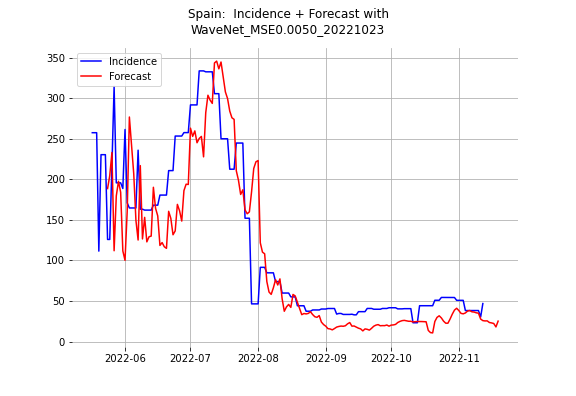 Spain:  Incidence + Forecast with
WaveNet_MSE0.0050_20221023
Incidence
Forecast
350
300
250
200
150
100
50
0
2022-06 2022-07 2022-08 2022-09 2022-10 2022-11